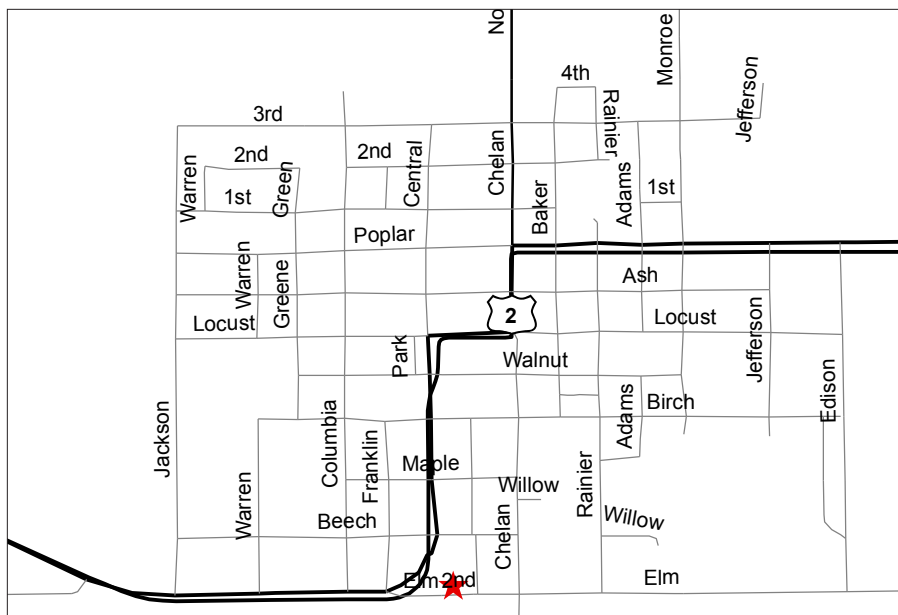 No
Monroe
4th
Rainier
Jefferson
3rd
2nd
2nd
Central
Chelan
Warren
1st
Green
Baker
Adams
1st
Poplar
Warren
Greene
Ash
Locust
2
Locust
Park
Walnut
Jefferson
Edison
Jackson
Columbia
Franklin
Adams
Birch
Maple
Warren
Beech
Willow
Chelan
Rainier
Willow
Elm
2nd
Elm